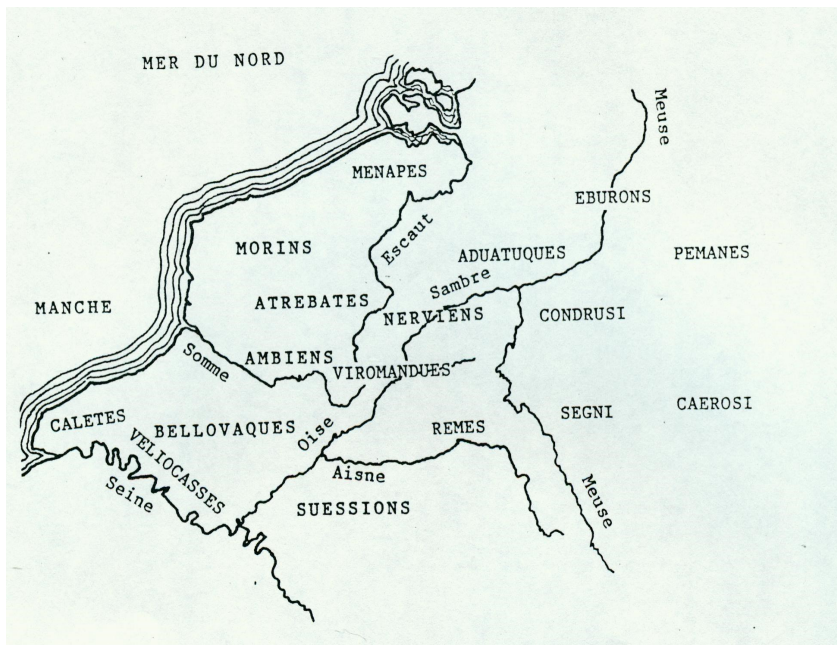 MER DU NORD
Meuse
MENAPES
EBURONS
Escaut
MORINS
ADUATUQUES
PEMANES
Sambre
ATREBATES
MANCHE
NERVIENS
CONDRUSI
Somme
AMBIENS
VIROMANDUES
CALETES
BELLOVAQUES
Oise
REMES
SEGNI
CAEROSI
VELIOCASSES
Seine
Aisne
SUESSIONS
Meuse